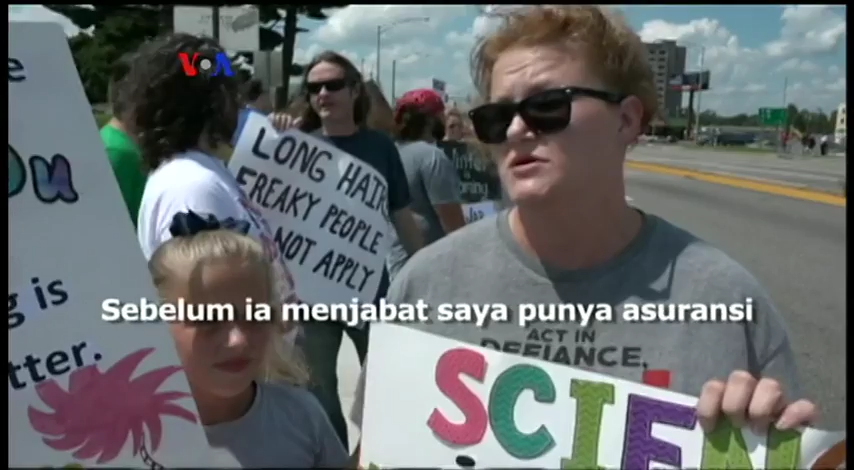 VOA
LONG HAIR
FREAKY PEOPLE
NOT APPLY
ou
is
tter.
Sebelum ia menjabat saya punya asuransi
ACT IN
DEFIANCE.
SCIEN